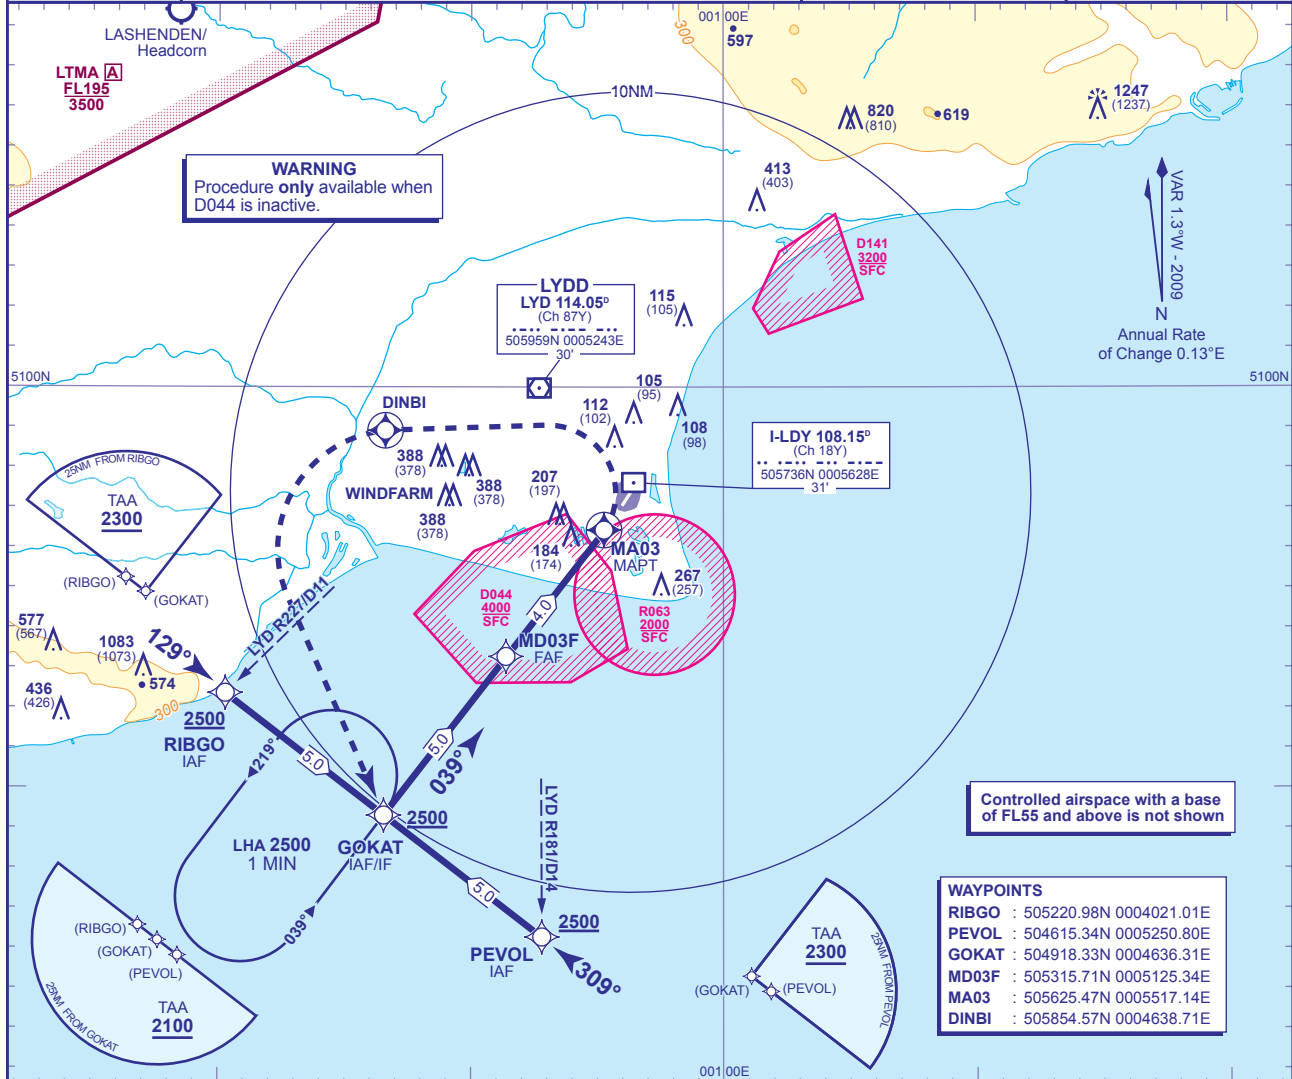 LASHENDEN/
Headcorn
LTMA A
FL195
3500
001°00'E
300
597
10NM
820
(810)
619
1247
(1237)
WARNING
Procedure only available when
D044 is inactive.
413
(403)
VAR 1.3°W - 2009
N
Annual Rate
of Change 0.13°E
D141
3200
SFC
LYDD
LYD 114.05D
(Ch 87Y)
505959N 0005243E
30'
115
(105)
5100N
5100N
DINBI
105
(95)
112
(102)
108
(98)
I-LDY 108.15D
(Ch 18Y)
505736N 0005628E
31'
388
(378)
388
(378)
WINDFARM
388
(378)
207
(197)
184
(174)
25NM FROM RIBGO
TAA
2300
(RIBGO)
(GOKAT)
MA03
MAPT
267
(257)
D044
4000
SFC
R063
2000
SFC
4.0
MD03F
FAF
577
(567)
1083
(1073)
574
436
(426)
300
129°
LYD R227/D11
2500
RIBGO
IAF
219°
5.0
5.0
039°
2500
GOKAT
IAF/IF
LHA 2500
1 MIN
039°
LYD R181/D14
5.0
2500
PEVOL
IAF
309°
Controlled airspace with a base
of FL55 and above is not shown
(RIBGO)
(GOKAT)
(PEVOL)
TAA
2100
25NM FROM GOKAT
TAA
2300
(GOKAT)
(PEVOL)
25NM FROM PEVOL
WAYPOINTS
RIBGO : 505220.98N 0004021.01E
PEVOL : 504615.34N 0005250.80E
GOKAT : 504918.33N 0004636.31E
MD03F : 505315.71N 0005125.34E
MA03 : 505625.47N 0005517.14E
DINBI : 505854.57N 0004638.71E
001°00'E